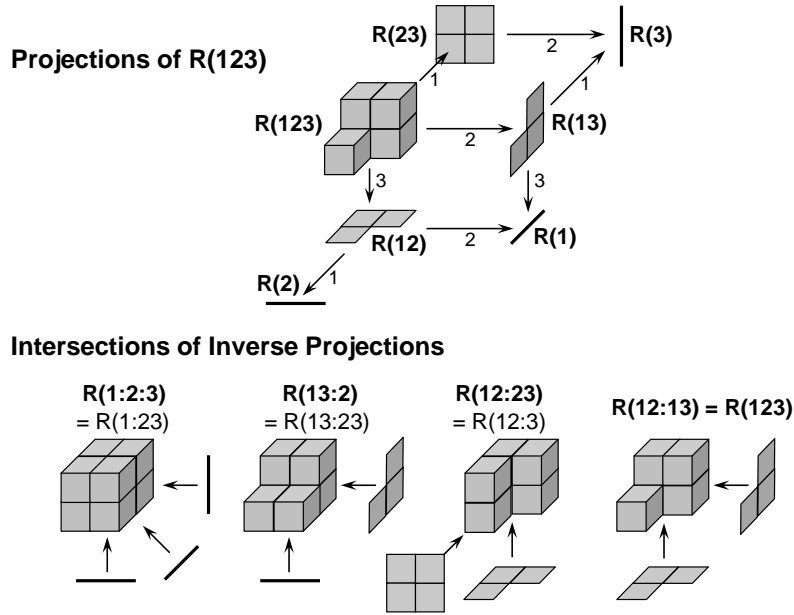 Projections of R(123)
R(23)
2
R(3)
1
1
R(123)
2
R(13)
3
3
R(12)
2
R(1)
R(2)
1
Intersections of Inverse Projections
R(1:2:3)
= R(1:23)
R(13:2)
= R(13:23)
R(12:23)
= R(12:3)
R(12:13) = R(123)